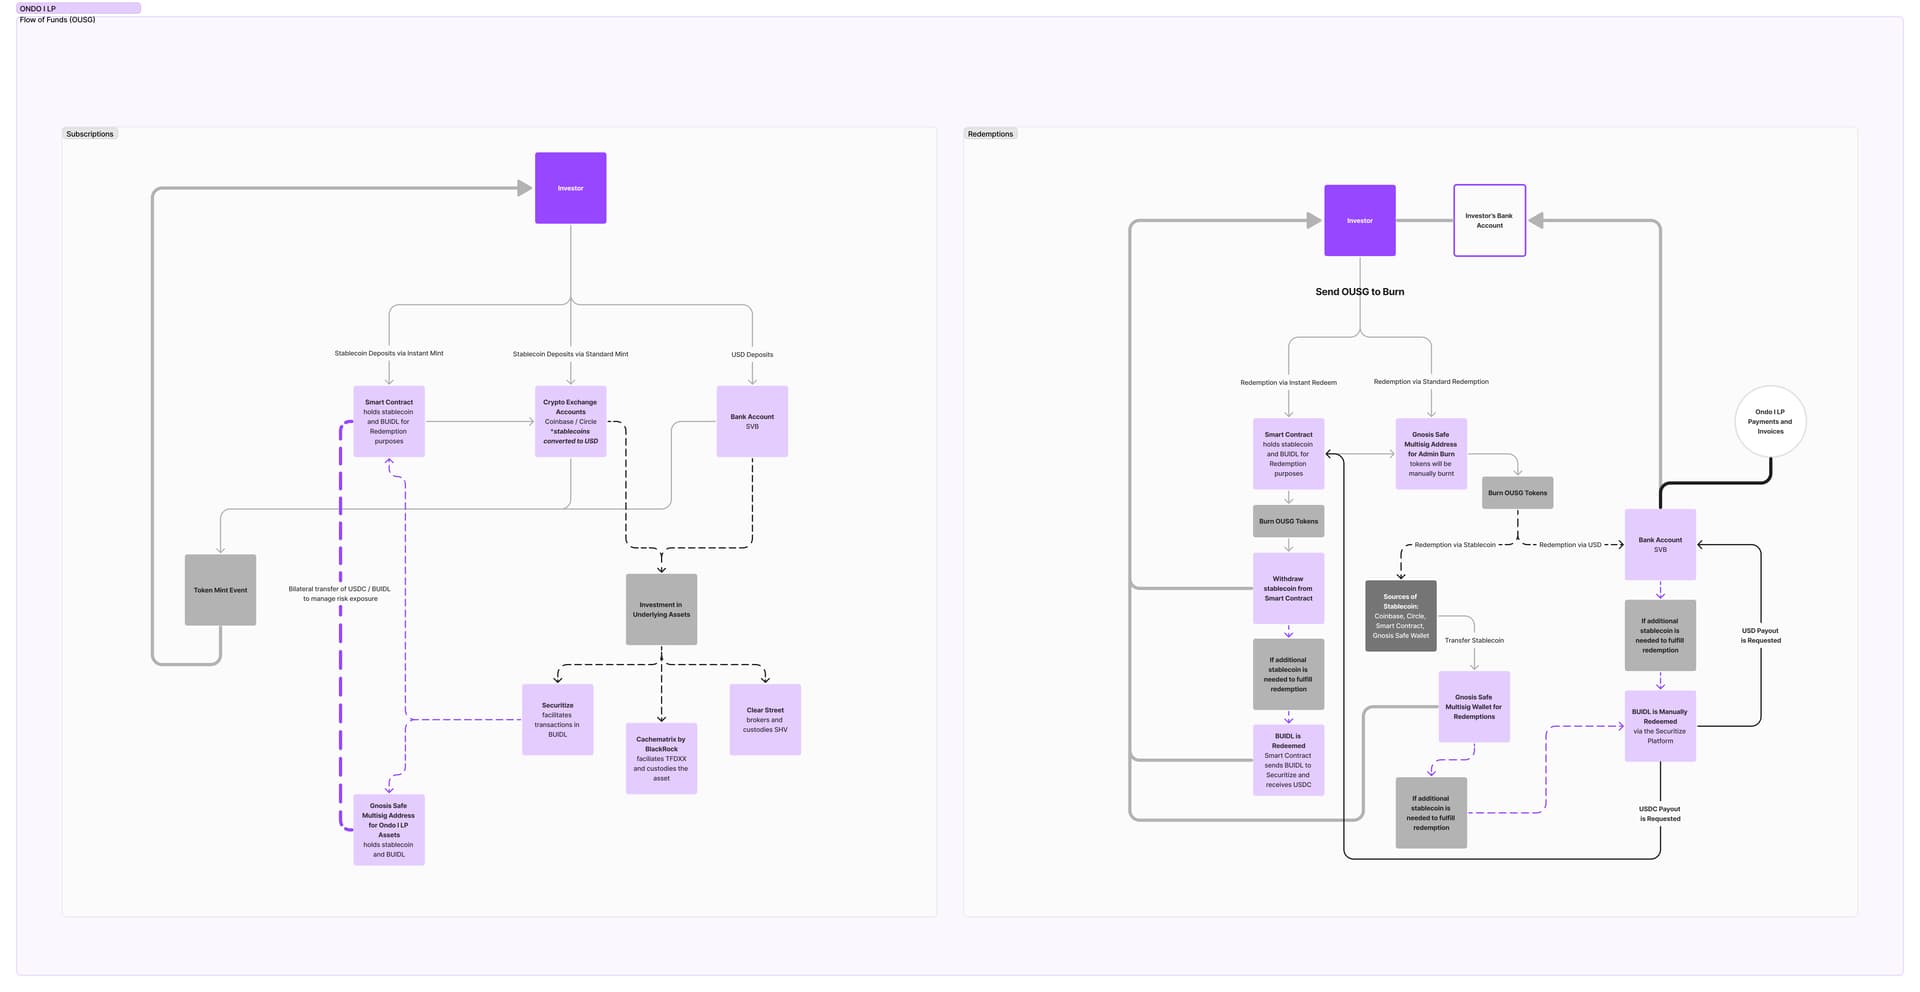 ONDO I LP
Flow of Funds (OUSG)
Subscriptions
Investor
Stablecoin Deposits via Instant Mint
Stablecoin Deposits via Standard Mint
USD Deposits
Smart Contract
holds stablecoin
and BUIDL for
Redemption
purposes
Crypto Exchange
Accounts
Coinbase / Circle
*stablecoins
converted to USD
Bank Account
SVB
Token Mint Event
Bilateral transfer of USDC / BUIDL
to manage risk exposure
Investment in
Underlying Assets
Securitize
facilitates
transactions in
BUIDL
Cachematrix by
BlackRock
faciliates TFDXX
and custodies the
asset
Clear Street
brokers and
custodies SHV
Gnosis Safe
Multisig Address
for Ondo I LP
Assets
holds stablecoin
and BUIDL
Redemptions
Investor
Investor's Bank
Account
Send OUSG to Burn
Redemption via Instant Redeem
Redemption via Standard Redemption
Smart Contract
holds stablecoin
and BUIDL for
Redemption
purposes
Gnosis Safe
Multisig Address
for Admin Burn
tokens will be
manually burnt
Ondo I LP
Payments and
Invoices
Burn OUSG Tokens
Burn OUSG Tokens
Redemption via Stablecoin
Redemption via USD
Bank Account
SVB
Withdraw
stablecoin from
Smart Contract
Sources of
Stablecoin:
Coinbase, Circle,
Smart Contract,
Gnosis Safe Wallet
Transfer Stablecoin
If additional
stablecoin is
needed to fulfill
redemption
USD Payout
is Requested
If additional
stablecoin is
needed to fulfill
redemption
Gnosis Safe
Multisig Wallet for
Redemptions
BUIDL is Manually
Redeemed
via the Securitize
Platform
BUIDL is
Redeemed
Smart Contract
sends BUIDL to
Securitize and
receives USDC
If additional
stablecoin is
needed to fulfill
redemption
USDC Payout
is Requested